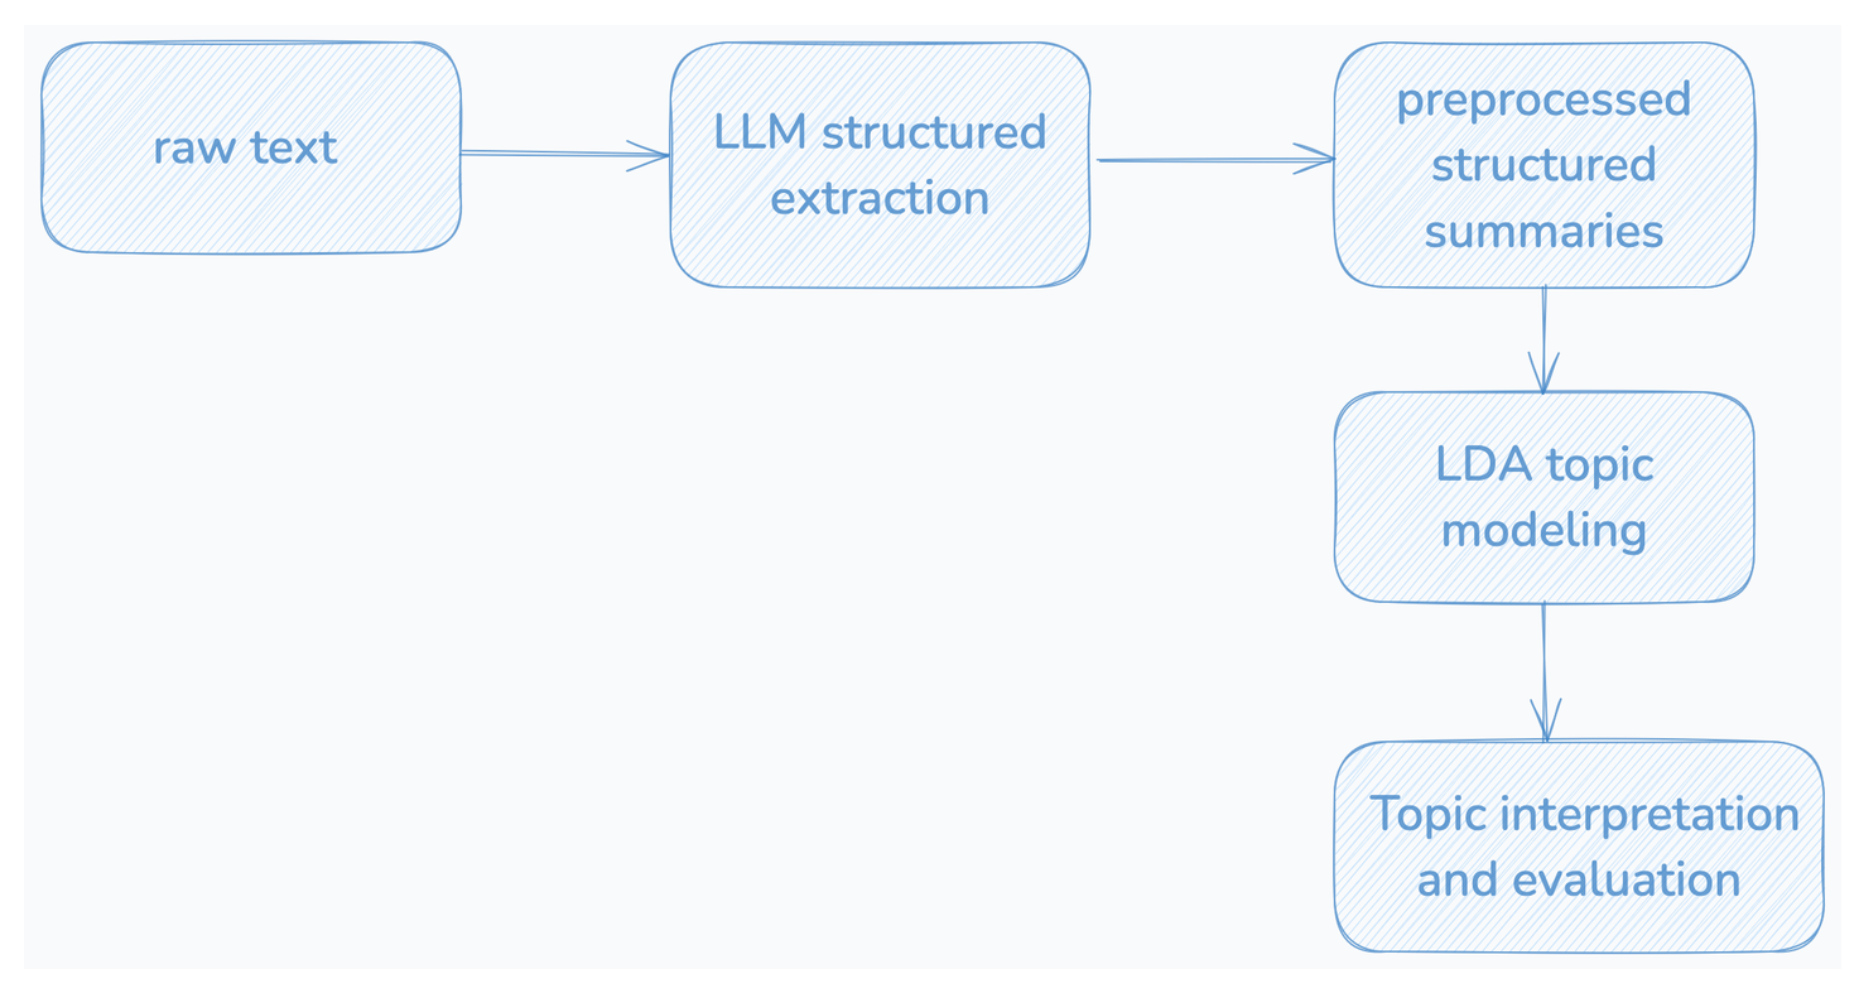 raw text
LLM structured
extraction
preprocessed
structured
summaries
LDA topic
modeling
Topic interpretation
and evaluation